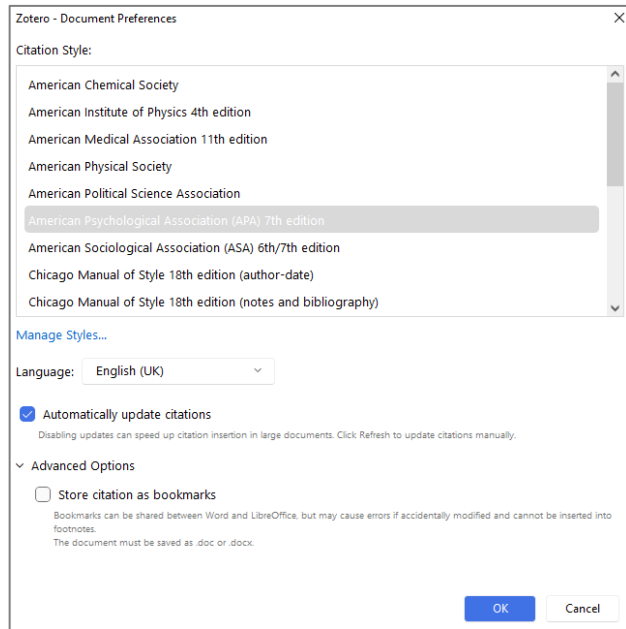 Zotero - Document Preferences
Citation Style:
American Chemical Society
American Institute of Physics 4th edition
American Medical Association 11th edition
American Physical Society
American Political Science Association
American Psychological Association (APA) 7th edition
American Sociological Association (ASA) 6th/7th edition
Chicago Manual of Style 18th edition (author-date)
Chicago Manual of Style 18th edition (notes and bibliography)
Manage Styles...
Language: English (UK)
Automatically update citations
Disabling updates can speed up citation insertion in large documents. Click Refresh to update citations manually.
Advanced Options
Store citation as bookmarks
Bookmarks can be shared between Word and LibreOffice, but may cause errors if accidentally modified and cannot be inserted into
footnotes.
The document must be saved as .doc or .docx.
OK Cancel